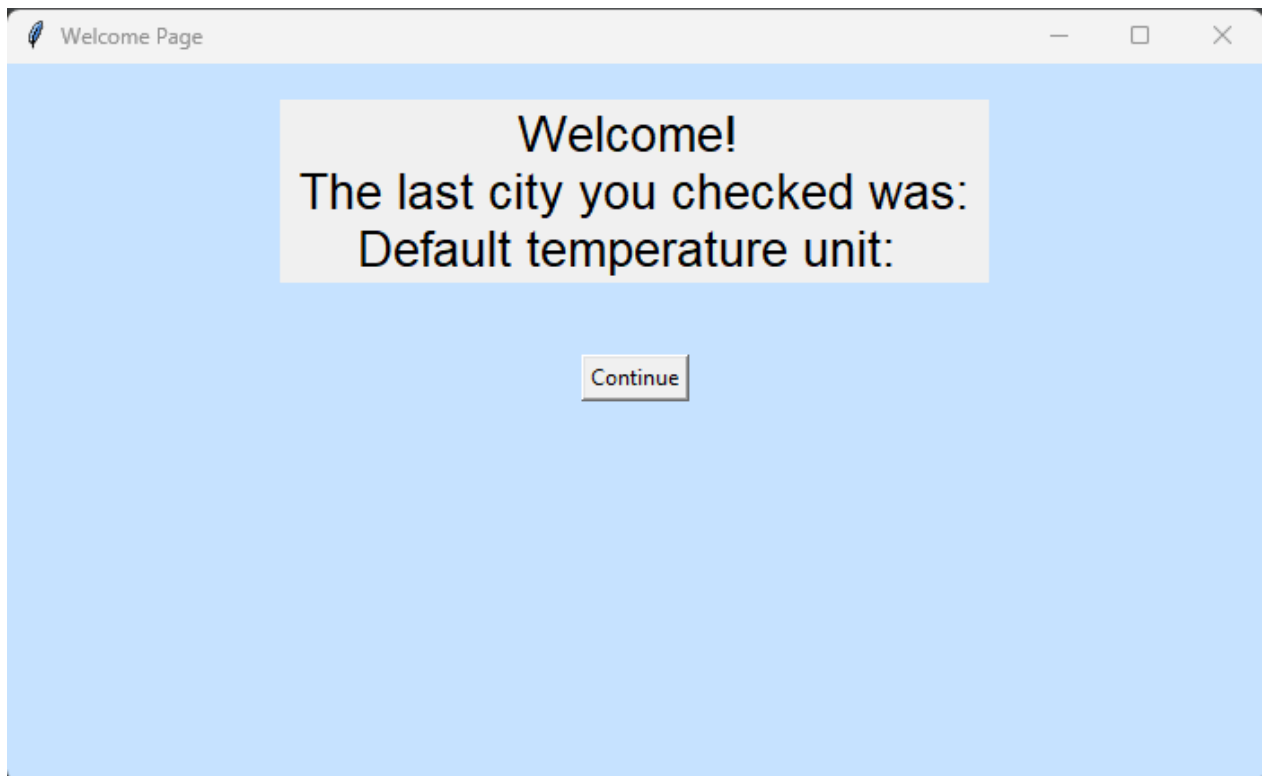 Welcome Page
Welcome!
The last city you checked was:
Default temperature unit:
Continue